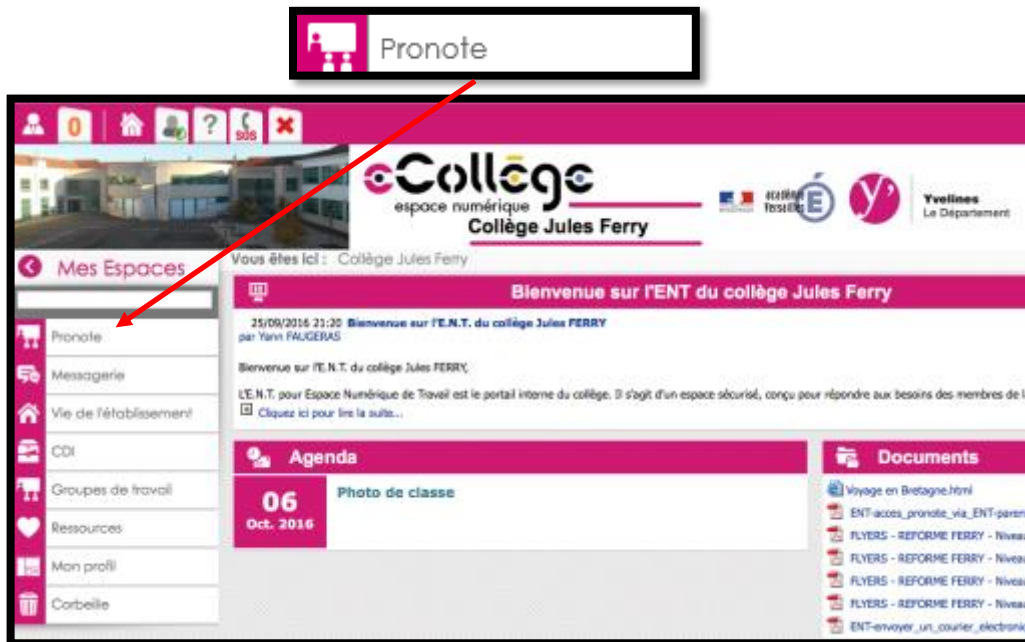 Pronote
0
?
SOS
eCollège
espace numérique
Collège Jules Ferry
académie
Versailles
Yvelines
Le Département
Mes Espaces
Vous êtes ici : Collège Jules Ferry
Bienvenue sur l'ENT du collège Jules Ferry
25/09/2016 21:20 Bienvenue sur l'E.N.T. du collège Jules FERRY
par Yann FAUGERAS
Bienvenue sur l'E.N.T. du collège Jules FERRY,
L'E.N.T. pour Espace Numérique de Travail est le portail interne du collège. Il s'agit d'un espace sécurisé, conçu pour répondre aux besoins des membres de l
Cliquez ici pour lire la suite...
Pronote
Messagerie
Vie de l'établissement
CDI
Groupes de travail
Ressources
Mon profil
Corbeille
Agenda
06
Oct. 2016
Photo de classe
Documents
Voyage en Bretagne.html
ENT-acces_pronote_via_ENT-paren
FLYERS - REFORME FERRY - Niveau
FLYERS - REFORME FERRY - Niveau
FLYERS - REFORME FERRY - Niveau
FLYERS - REFORME FERRY - Niveau
ENT-envoyer_un_courier_electroni